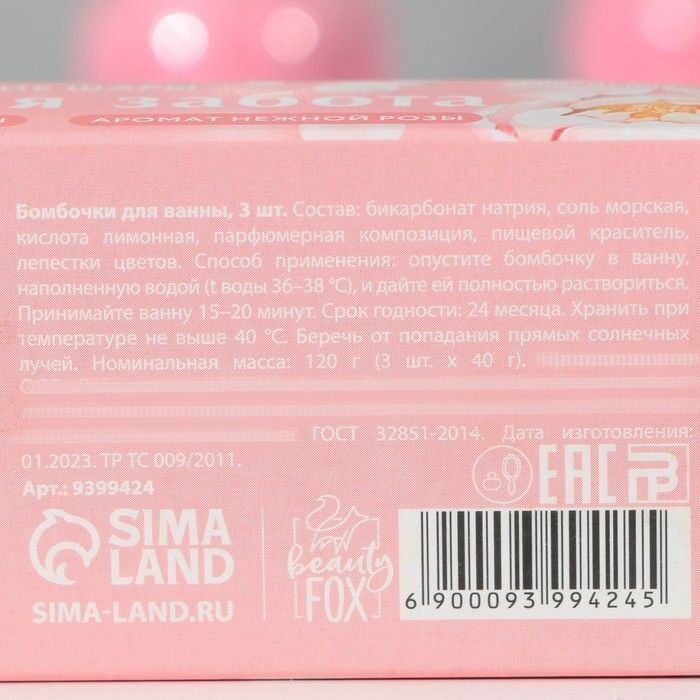 я забота
АРОМАТ НЕЖНОЙ РОЗЫ
Бомбочки для ванны, 3 шт. Состав: бикарбонат натрия, соль морская,
кислота лимонная, парфюмерная композиция, пищевой краситель,
лепестки цветов. Способ применения: опустите бомбочку в ванну,
наполненную водой (t воды 36–38 °C), и дайте ей полностью раствориться.
Принимайте ванну 15–20 минут. Срок годности: 24 месяца. Хранить при
температуре не выше 40 °C. Беречь от попадания прямых солнечных
лучей. Номинальная масса: 120 г (3 шт. х 40 г).
ГОСТ 32851-2014. Дата изготовления:
01.2023. ТР ТС 009/2011.
Арт.: 9399424
EAC
SIMA
LAND
SIMA-LAND.RU
beauty
FOX
6 900093 994245